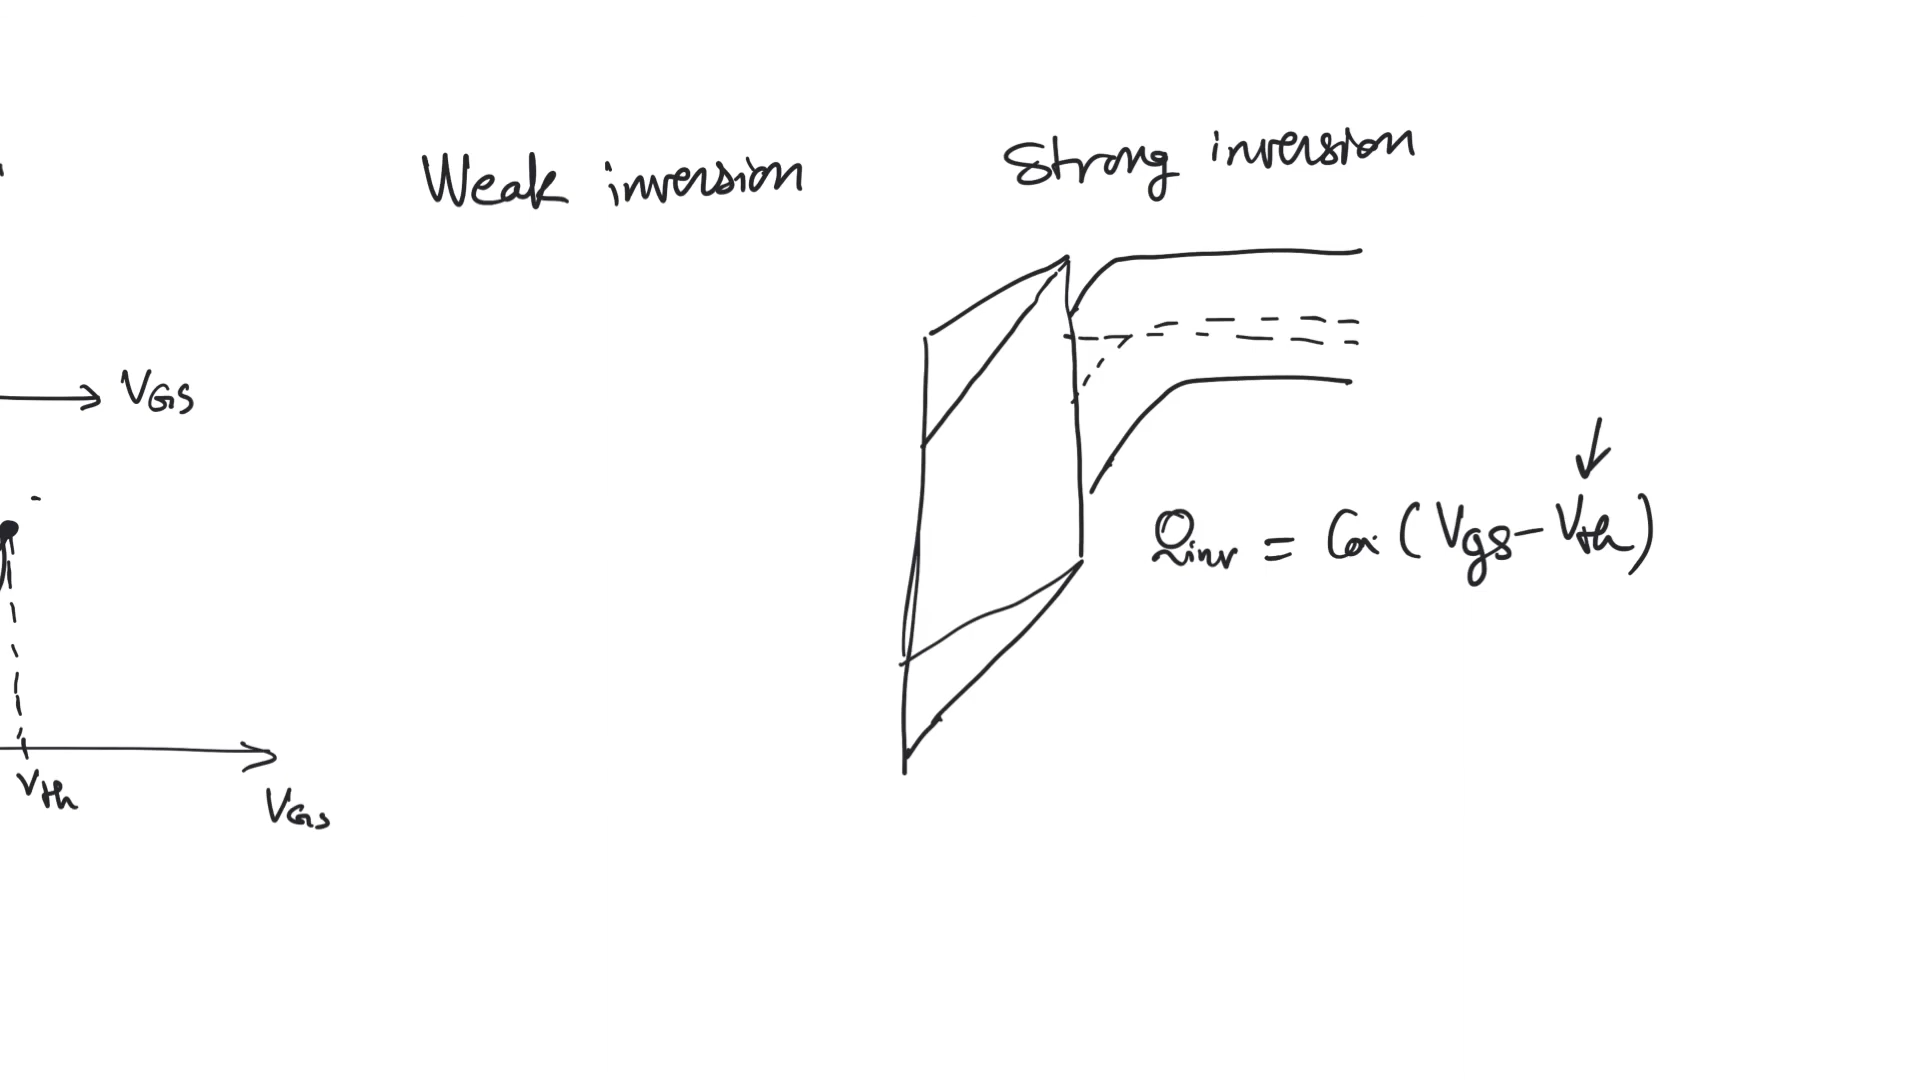 Weak inversion
Strong inversion
VGS
Qinv = Cox (Vgs - Vth)
Vth
VGS